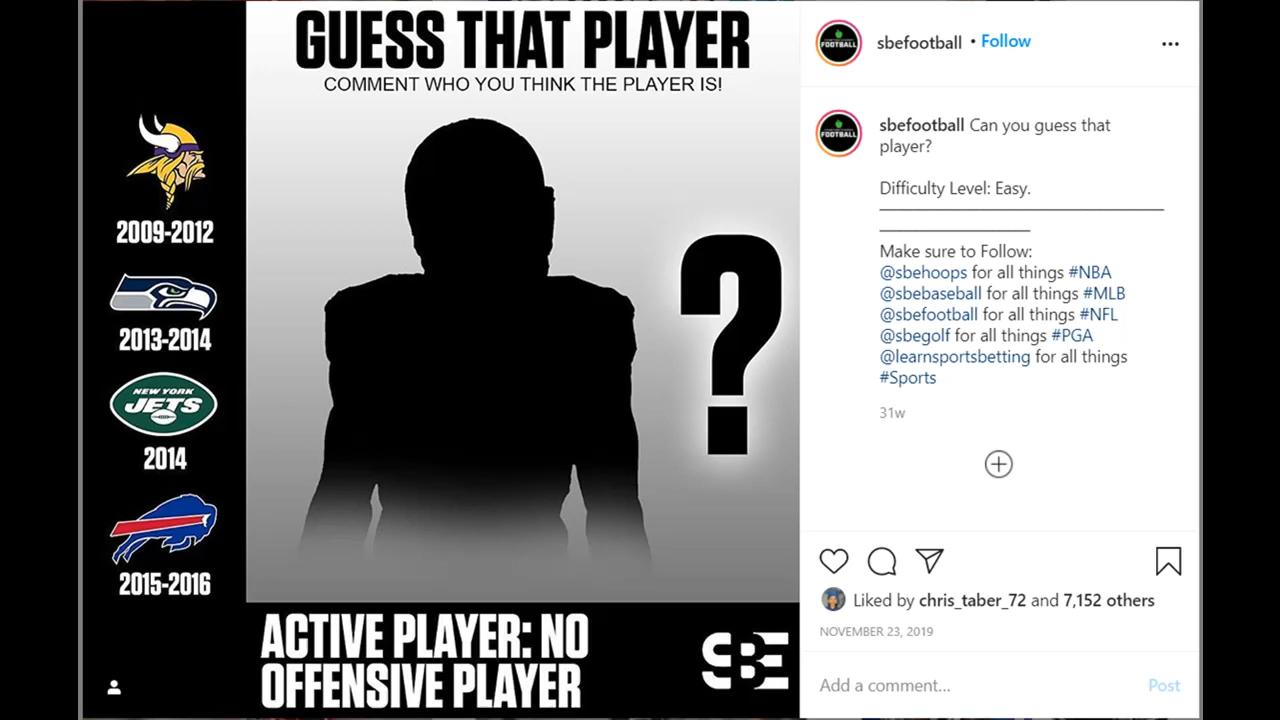 GUESS THAT PLAYER
COMMENT WHO YOU THINK THE PLAYER IS!
2009-2012
2013-2014
NEW YORK
JETS
2014
2015-2016
?
ACTIVE PLAYER: NO
OFFENSIVE PLAYER
SBE
FOOTBALL
sbefootball • Follow
FOOTBALL
sbefootball Can you guess that
player?
Difficulty Level: Easy.
Make sure to Follow:
@sbehoops for all things #NBA
@sbebaseball for all things #MLB
@sbefootball for all things #NFL
@sbegolf for all things #PGA
@learnsportsbetting for all things
#Sports
31w
Liked by chris_taber_72 and 7,152 others
NOVEMBER 23, 2019
Add a comment...
Post